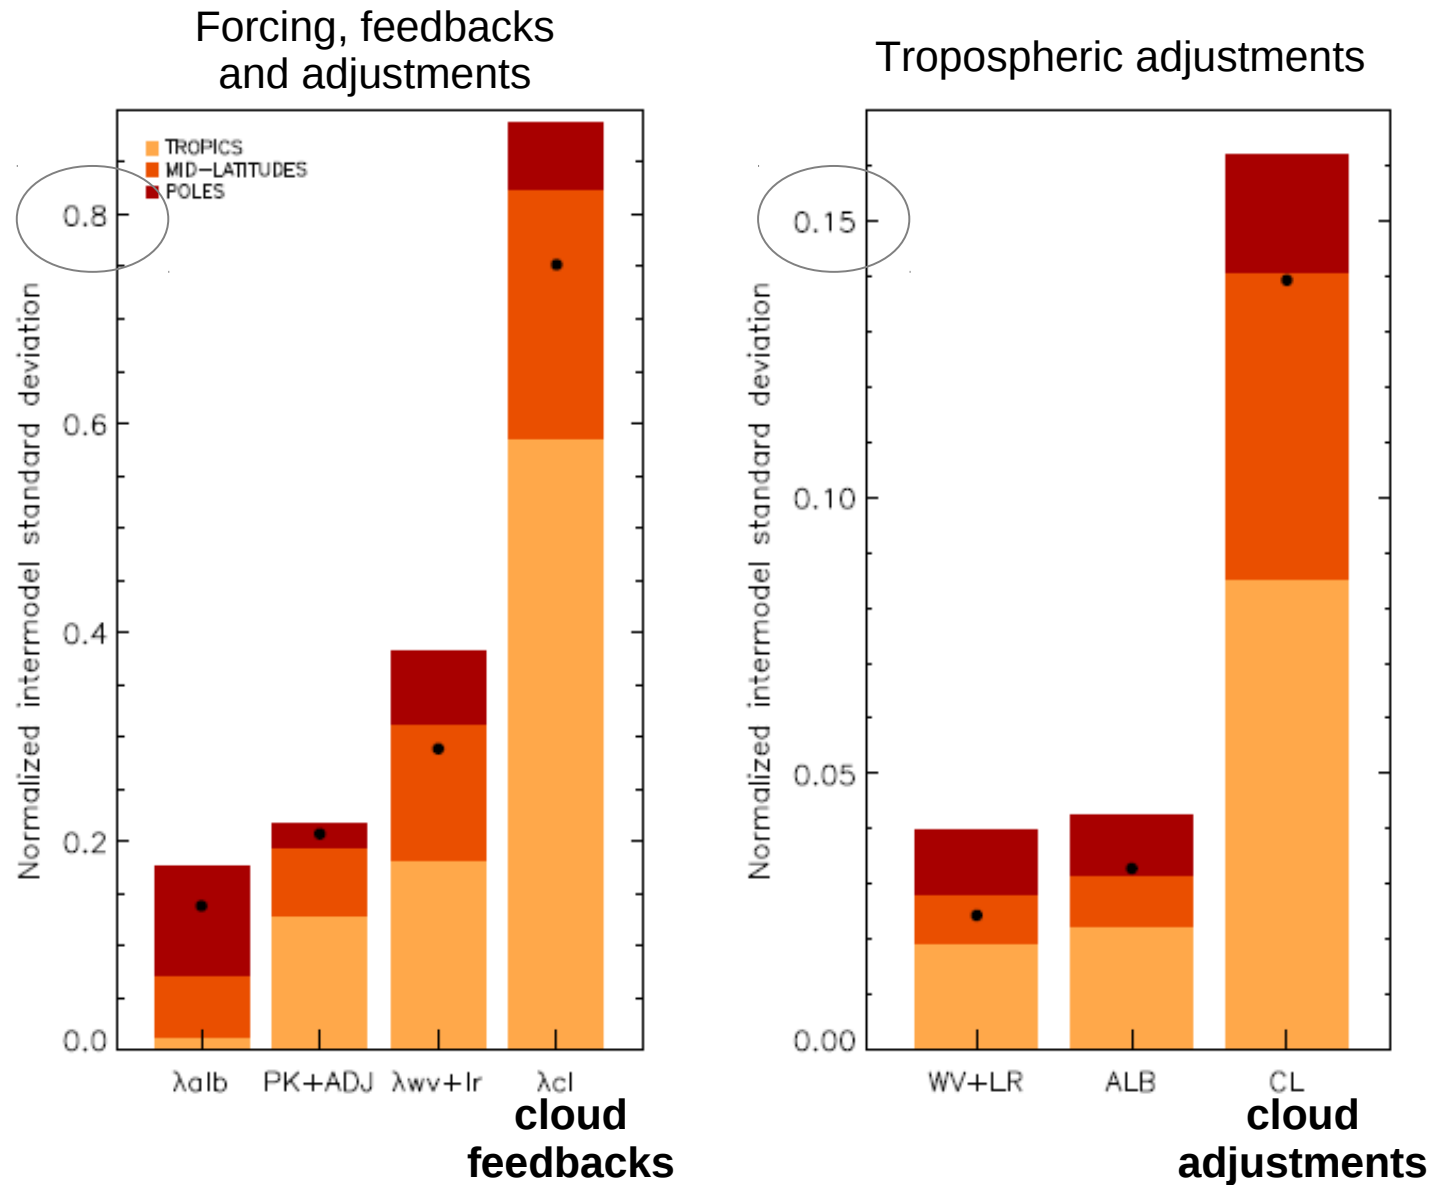 Forcing, feedbacks
and adjustments
TROPICS
MID-LATITUDES
POLES
0.8
0.6
0.4
0.2
0.0
Normalized intermodel standard deviation
λalb PK+ADJ λwv+lr λcl
cloud
feedbacks
Tropospheric adjustments
0.15
0.10
0.05
0.00
Normalized intermodel standard deviation
WV+LR ALB CL
cloud
adjustments